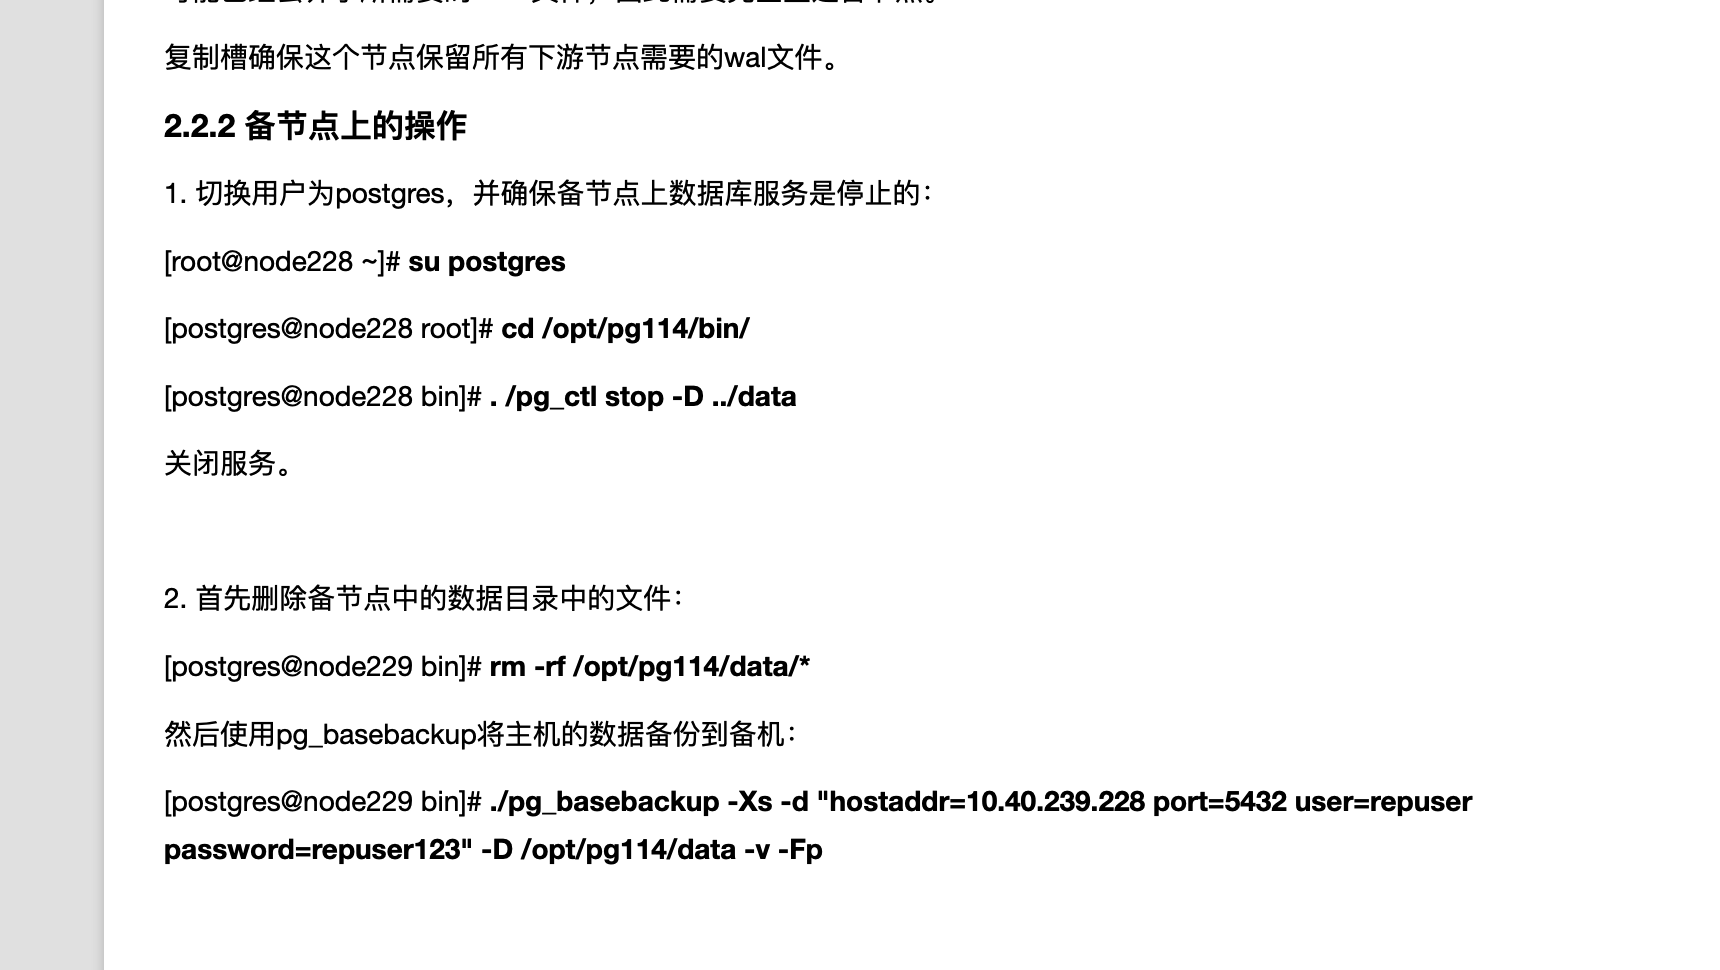 复制槽确保这个节点保留所有下游节点需要的wal文件。
2.2.2 备节点上的操作
1. 切换用户为postgres，并确保备节点上数据库服务是停止的：
[root@node228 ~]# su postgres
[postgres@node228 root]# cd /opt/pg114/bin/
[postgres@node228 bin]# . /pg_ctl stop -D ../data
关闭服务。
2. 首先删除备节点中的数据目录中的文件：
[postgres@node229 bin]# rm -rf /opt/pg114/data/*
然后使用pg_basebackup将主机的数据备份到备机：
[postgres@node229 bin]# ./pg_basebackup -Xs -d "hostaddr=10.40.239.228 port=5432 user=repuser
password=repuser123" -D /opt/pg114/data -v -Fp